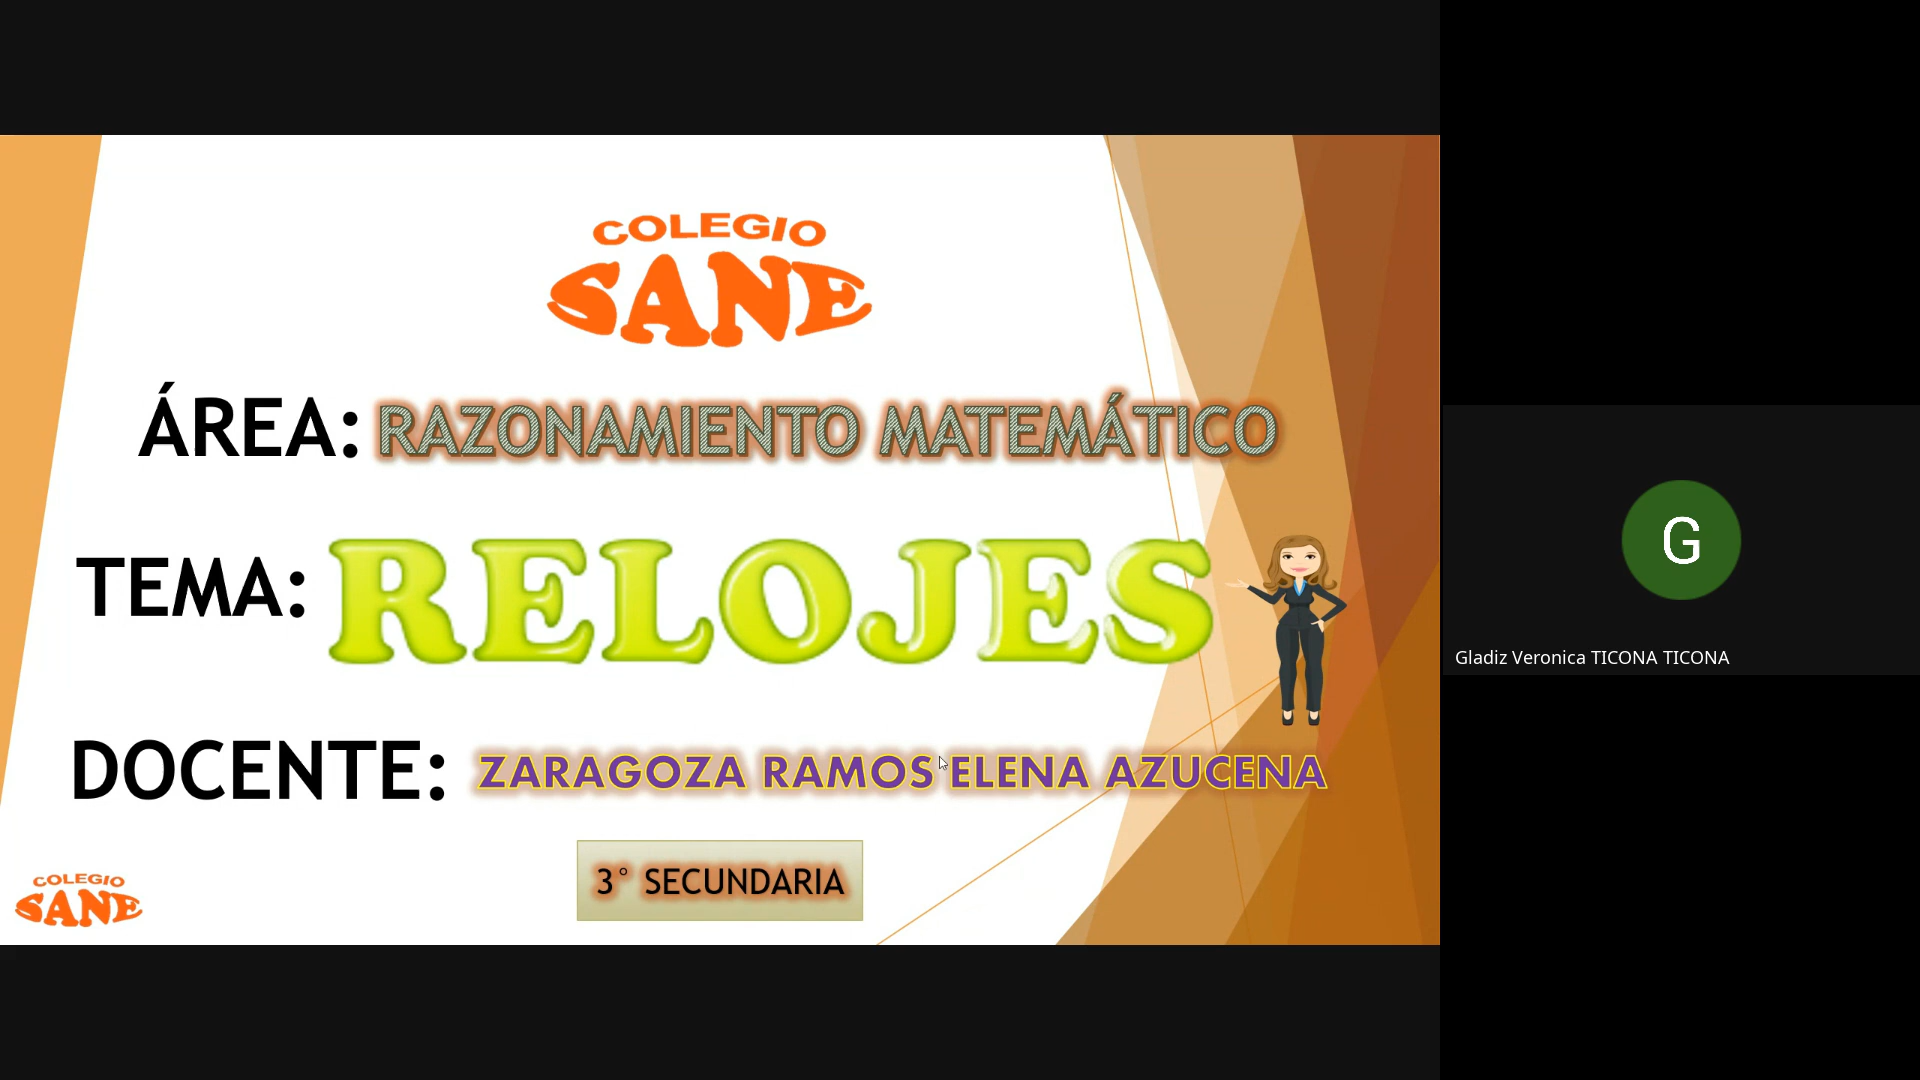 COLEGIO
SANE
ÁREA: RAZONAMIENTO MATEMÁTICO
TEMA: RELOJES
DOCENTE: ZARAGOZA RAMOS ELENA AZUCENA
3° SECUNDARIA
COLEGIO
SANE
G
Gladiz Veronica TICONA TICONA